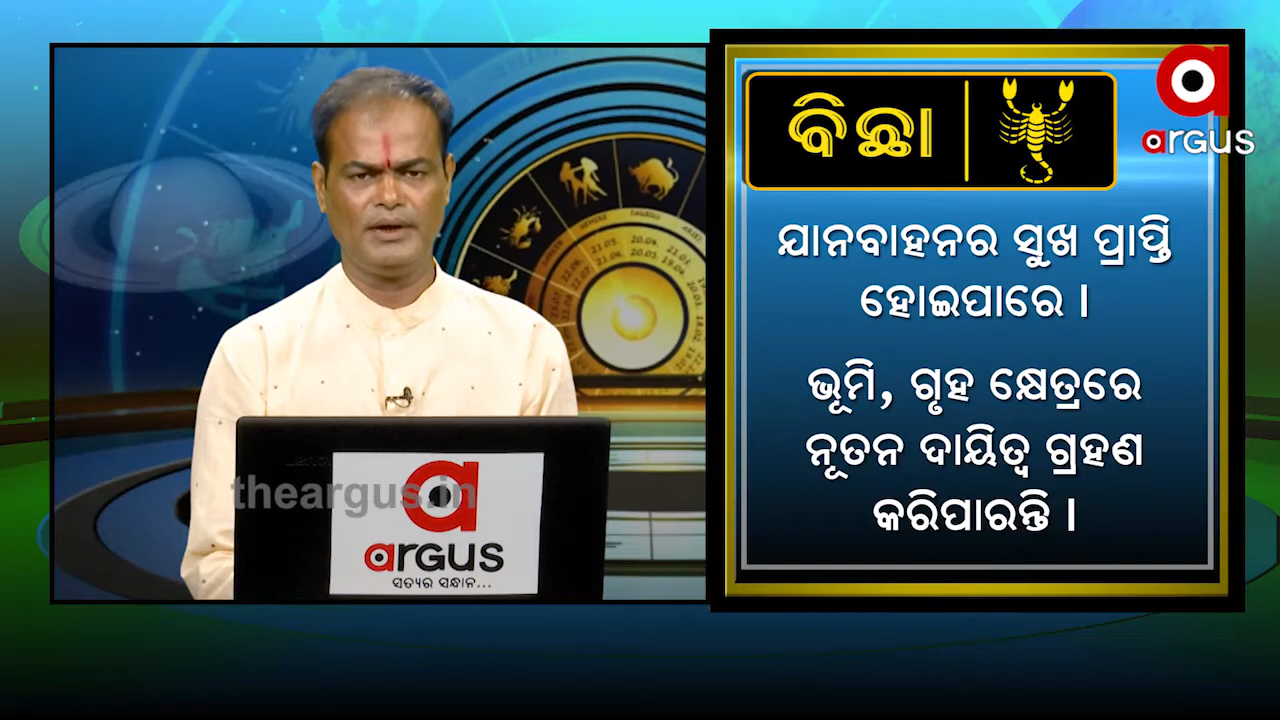 ବିଛା
argus
ଯାନବାହନର ସୁଖ ପ୍ରାପ୍ତି
ହୋଇପାରେ ।
ଭୂମି, ଗୃହ କ୍ଷେତ୍ରରେ
ନୂତନ ଦାୟିତ୍ୱ ଗ୍ରହଣ
କରିପାରନ୍ତି ।
theargus.in
argus
ସତ୍ୟର ସନ୍ଧାନ...